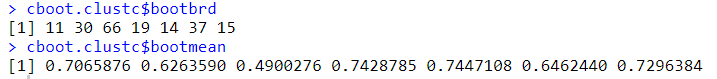 > cboot.clustc$bootbrd
[1] 11 30 66 19 14 37 15
> cboot.clustc$bootmean
[1] 0.7065876 0.6263590 0.4900276 0.7428785 0.7447108 0.6462440 0.7296384